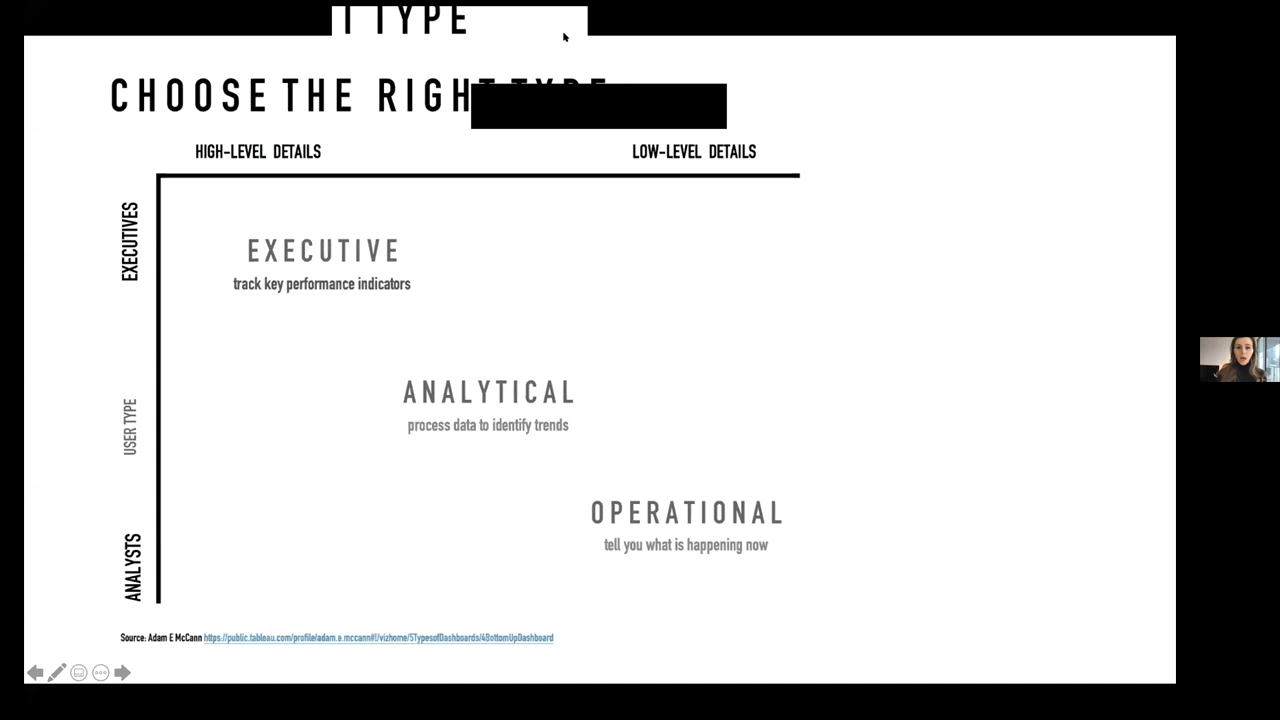 T TYPE
CHOOSE THE RIGHT TYPE
HIGH-LEVEL DETAILS
LOW-LEVEL DETAILS
EXECUTIVES
EXECUTIVE
track key performance indicators
ANALYTICAL
USER TYPE
process data to identify trends
OPERATIONAL
ANALYSTS
tell you what is happening now
Source: Adam E McCann https://public.tableau.com/profile/adam.e.mccann#!/vizhome/5TypesofDashboards/4BottomUpDashboard